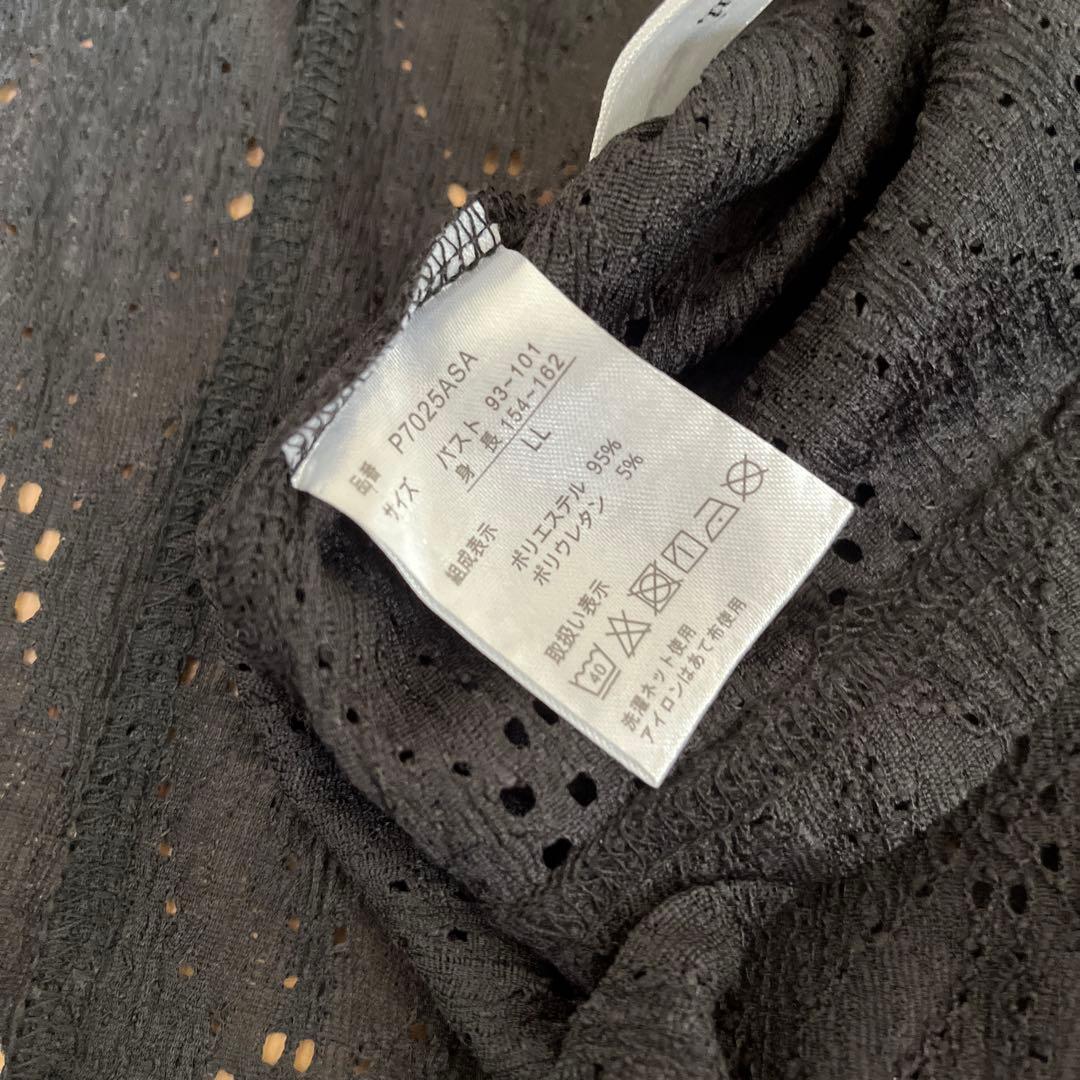 品番 P7025ASA
サイズ バスト 93~101
身 長 154~162
LL
組成表示
ポリエステル 95%
ポリウレタン 5%
取扱い表示
40
洗濯ネット使用
アイロンはあて布使用